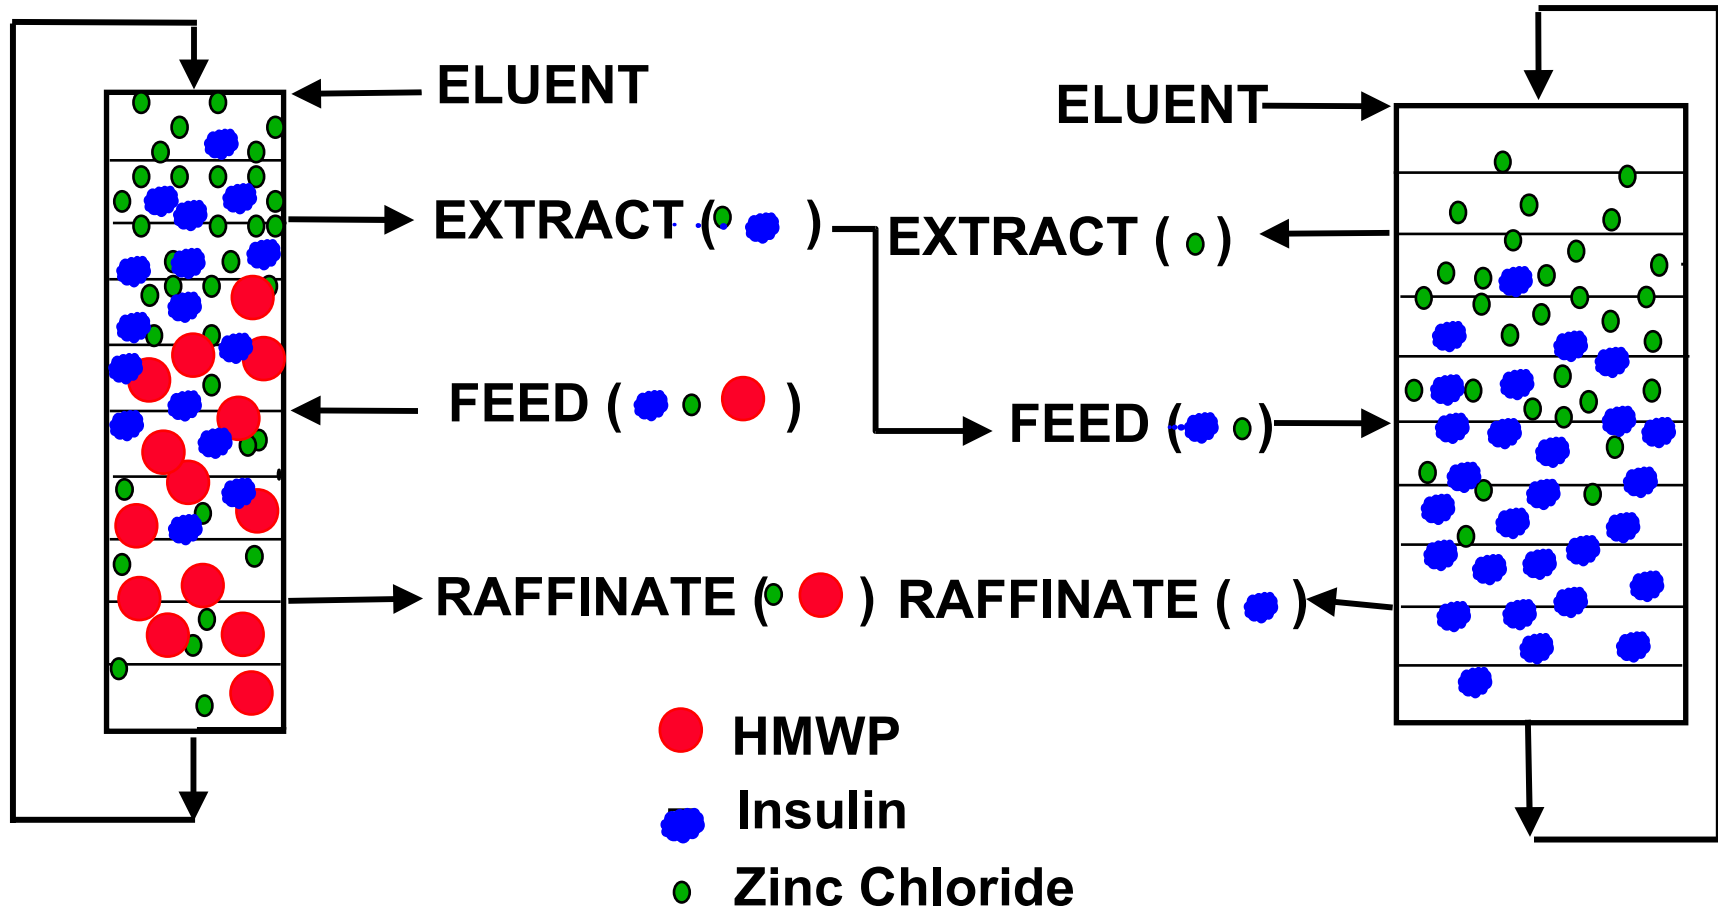 ELUENT
EXTRACT ( )
FEED ( )
RAFFINATE ( )
ELUENT
EXTRACT ( )
FEED ( )
RAFFINATE ( )
HMWP
Insulin
Zinc Chloride